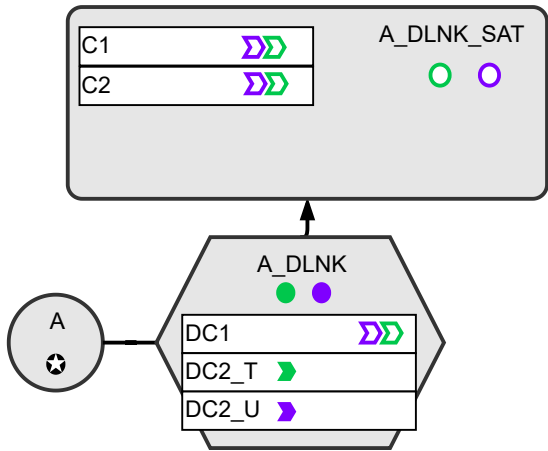 C1
A_DLNK_SAT
C2
A_DLNK
A
DC1
DC2_T
DC2_U